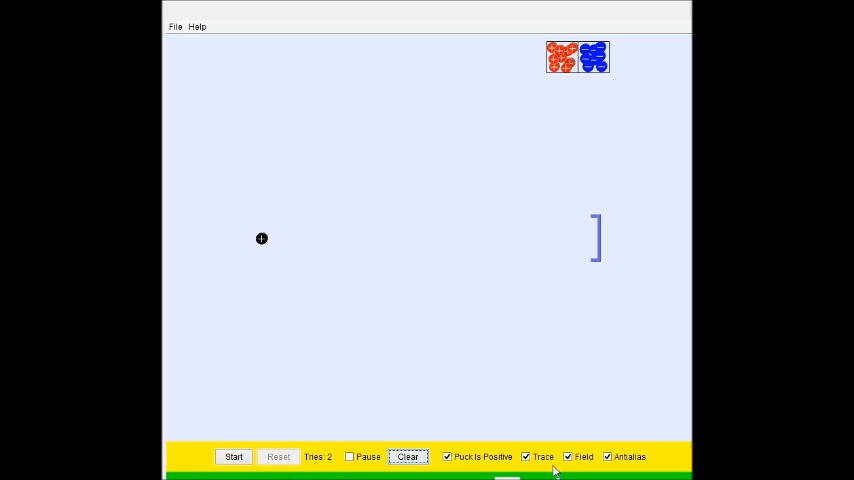 File Help
Start Reset Tries: 2 Pause Clear Puck Is Positive Trace Field Antialias